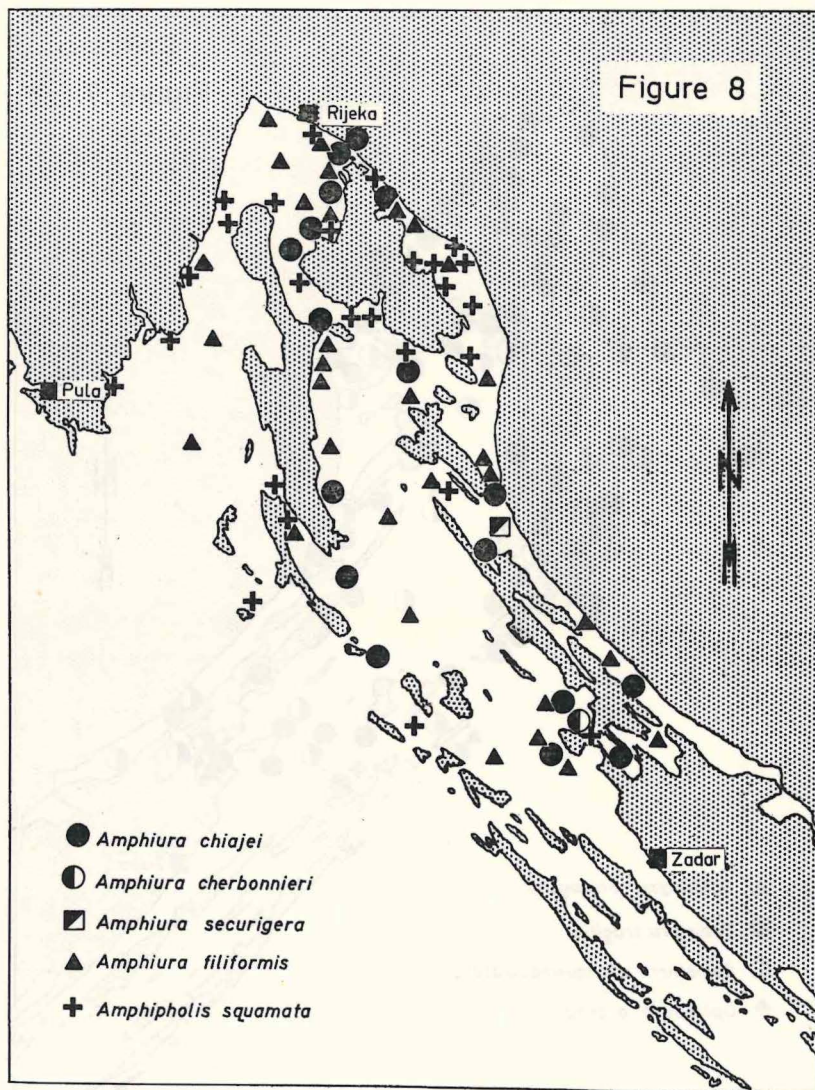 Figure 8
Rijeka
Pula
N
Zadar
Amphiura chiajei
Amphiura cherbonnieri
Amphiura securigera
Amphiura filiformis
Amphipholis squamata